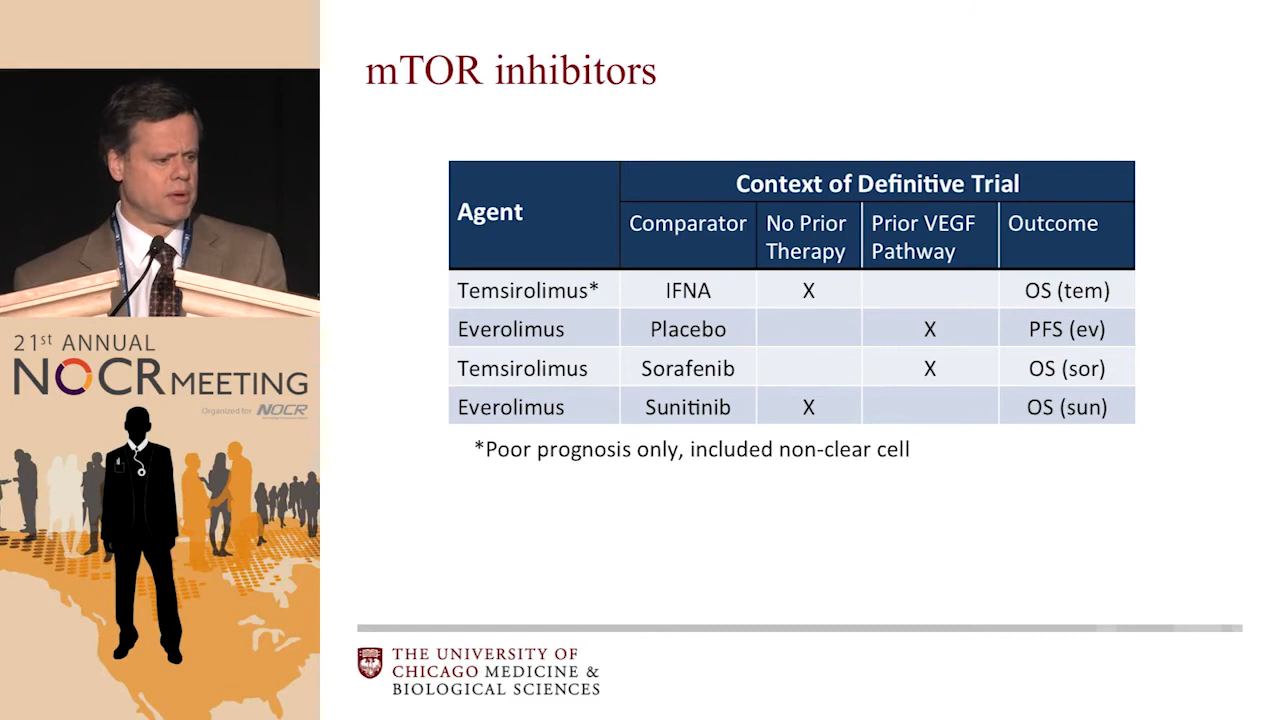 mTOR inhibitors
Agent
Context of Definitive Trial
Comparator
No Prior Therapy
Prior VEGF Pathway
Outcome
Temsirolimus* IFNA X OS (tem)
Everolimus Placebo X PFS (ev)
Temsirolimus Sorafenib X OS (sor)
Everolimus Sunitinib X OS (sun)
*Poor prognosis only, included non-clear cell
21st ANNUAL
NOCR MEETING
Organized for NOCR
THE UNIVERSITY OF
CHICAGO MEDICINE &
BIOLOGICAL SCIENCES